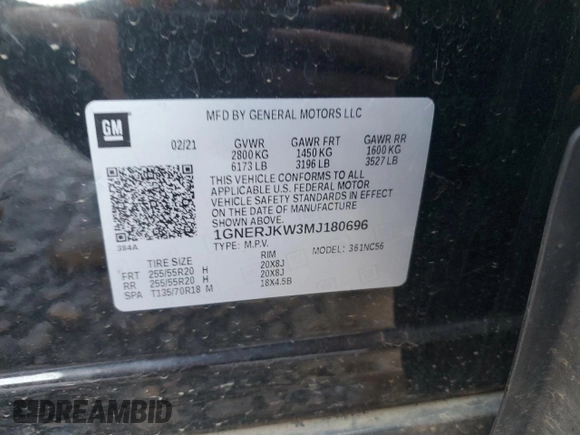 MFD BY GENERAL MOTORS LLC
GM
02/21 GVWR GAWR FRT GAWR RR
2800 KG 1450 KG 1600 KG
6173 LB 3196 LB 3527 LB
THIS VEHICLE CONFORMS TO ALL
APPLICABLE U.S. FEDERAL MOTOR
VEHICLE SAFETY STANDARDS IN EFFECT
ON THE DATE OF MANUFACTURE
SHOWN ABOVE.
1GNERJKW3MJ180696
384A
TYPE: M.P.V. MODEL: 361NC56
TIRE SIZE RIM
FRT 255/55R20 H 20X8J
RR 255/55R20 H 20X8J
SPA T135/70R18 M 18X4.5B
DREAMBID